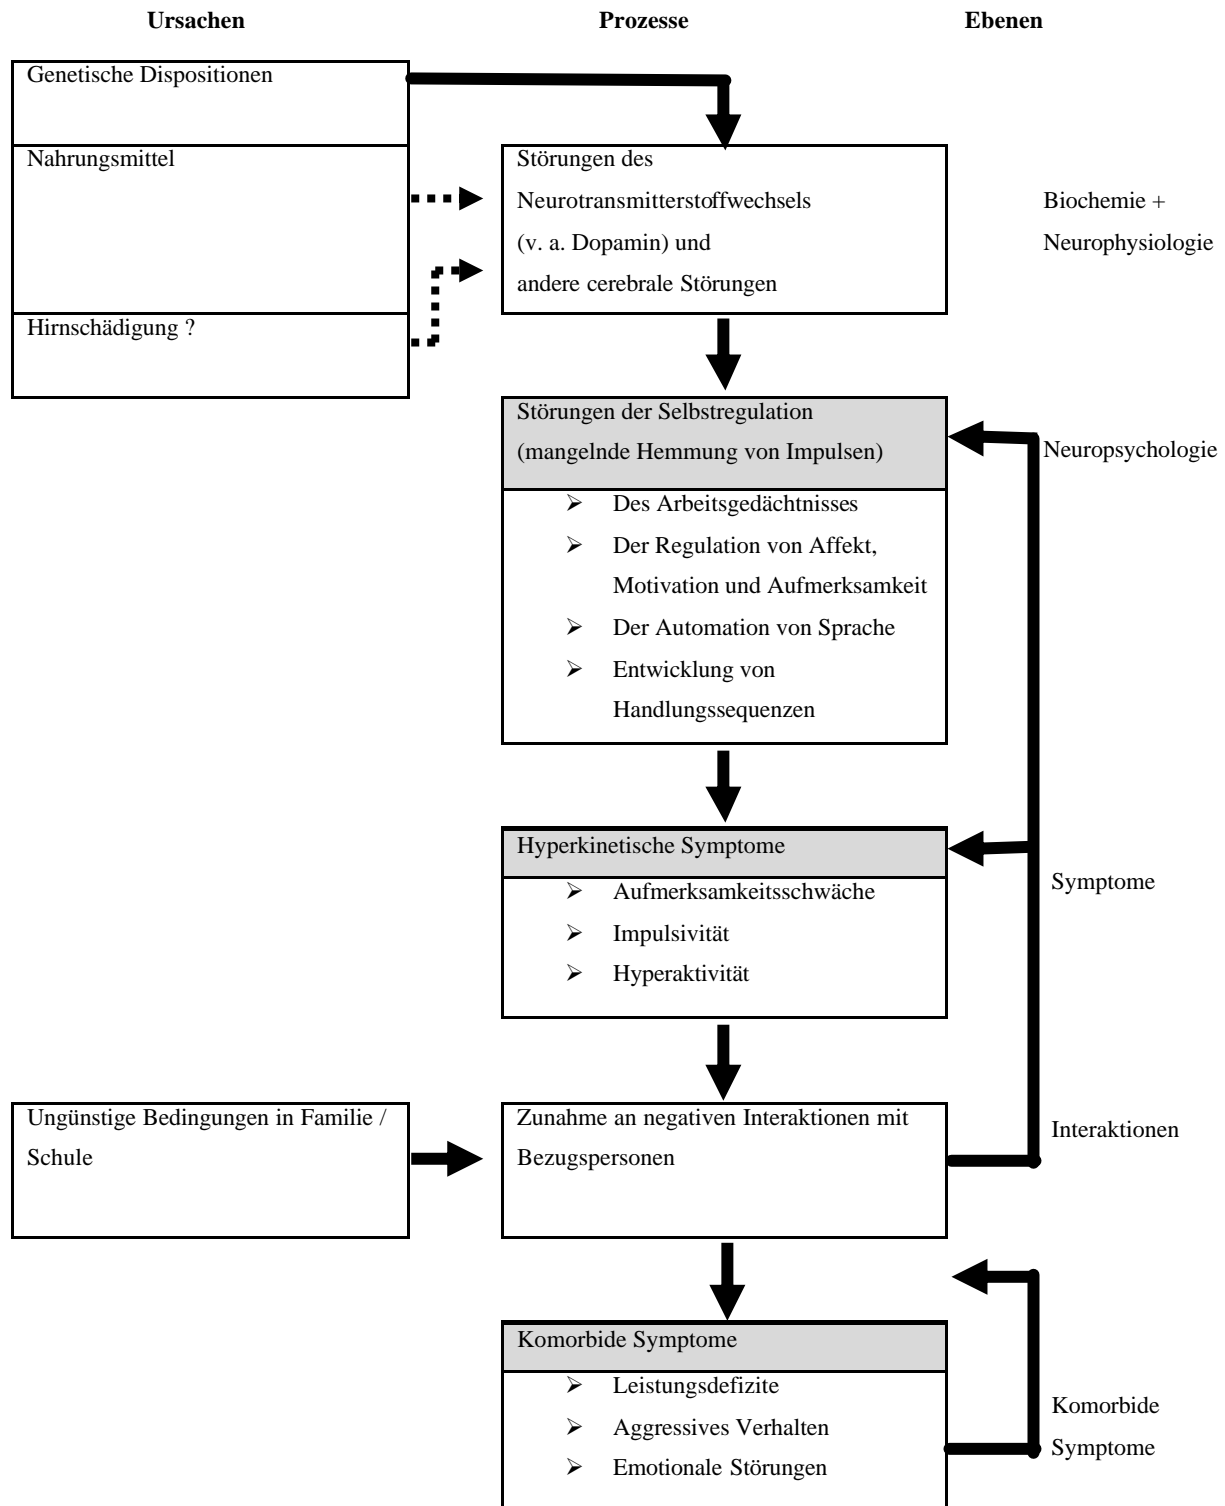 Ursachen Prozesse Ebenen
Genetische Dispositionen
Nahrungsmittel
Hirnschädigung ?
Störungen des
Neurotransmitterstoffwechsels
(v. a. Dopamin) und
andere cerebrale Störungen
Biochemie +
Neurophysiologie
Störungen der Selbstregulation
(mangelnde Hemmung von Impulsen)
Neuropsychologie
➢ Des Arbeitsgedächtnisses
➢ Der Regulation von Affekt,
Motivation und Aufmerksamkeit
➢ Der Automation von Sprache
➢ Entwicklung von
Handlungssequenzen
Hyperkinetische Symptome
➢ Aufmerksamkeitsschwäche
➢ Impulsivität
➢ Hyperaktivität
Symptome
Ungünstige Bedingungen in Familie /
Schule
Zunahme an negativen Interaktionen mit
Bezugspersonen
Interaktionen
Komorbide Symptome
➢ Leistungsdefizite
➢ Aggressives Verhalten
➢ Emotionale Störungen
Komorbide
Symptome